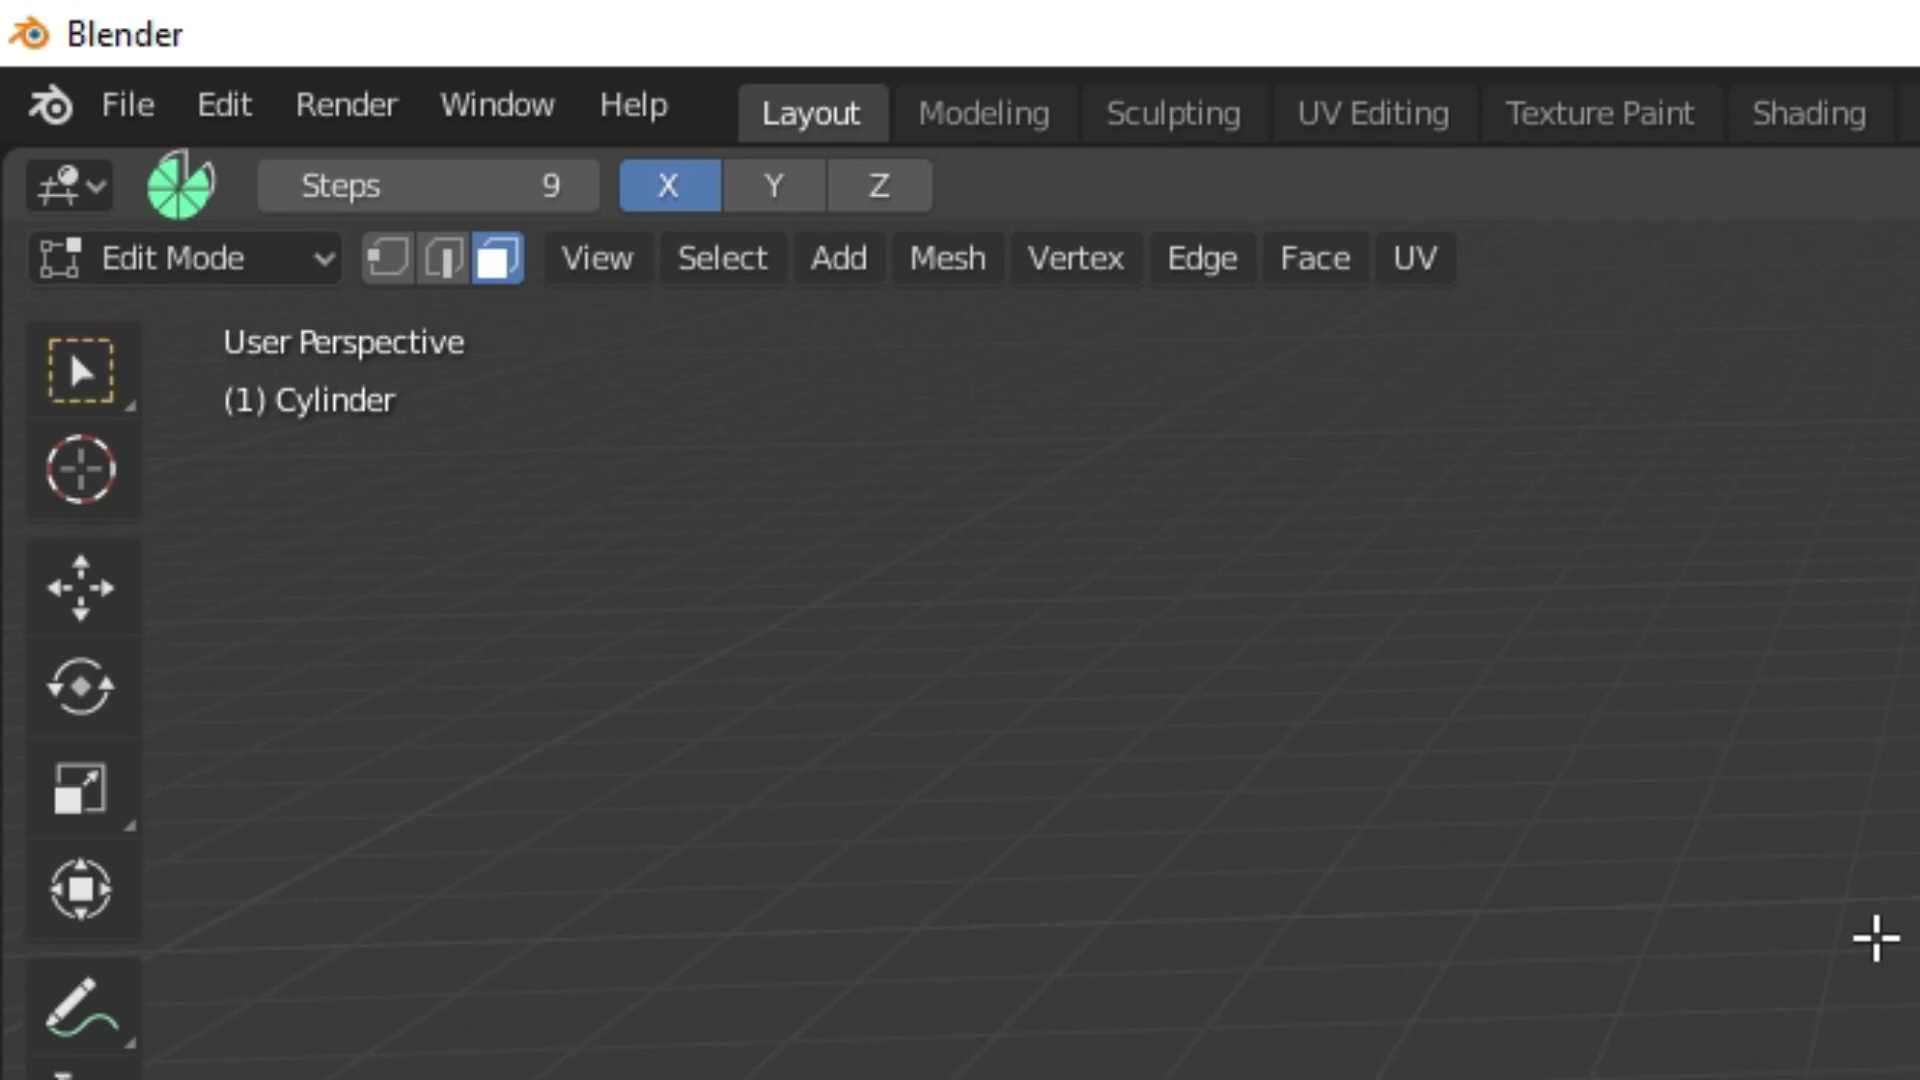 Blender
File Edit Render Window Help Layout Modeling Sculpting UV Editing Texture Paint Shading
Steps 9 X Y Z
Edit Mode View Select Add Mesh Vertex Edge Face UV
User Perspective
(1) Cylinder